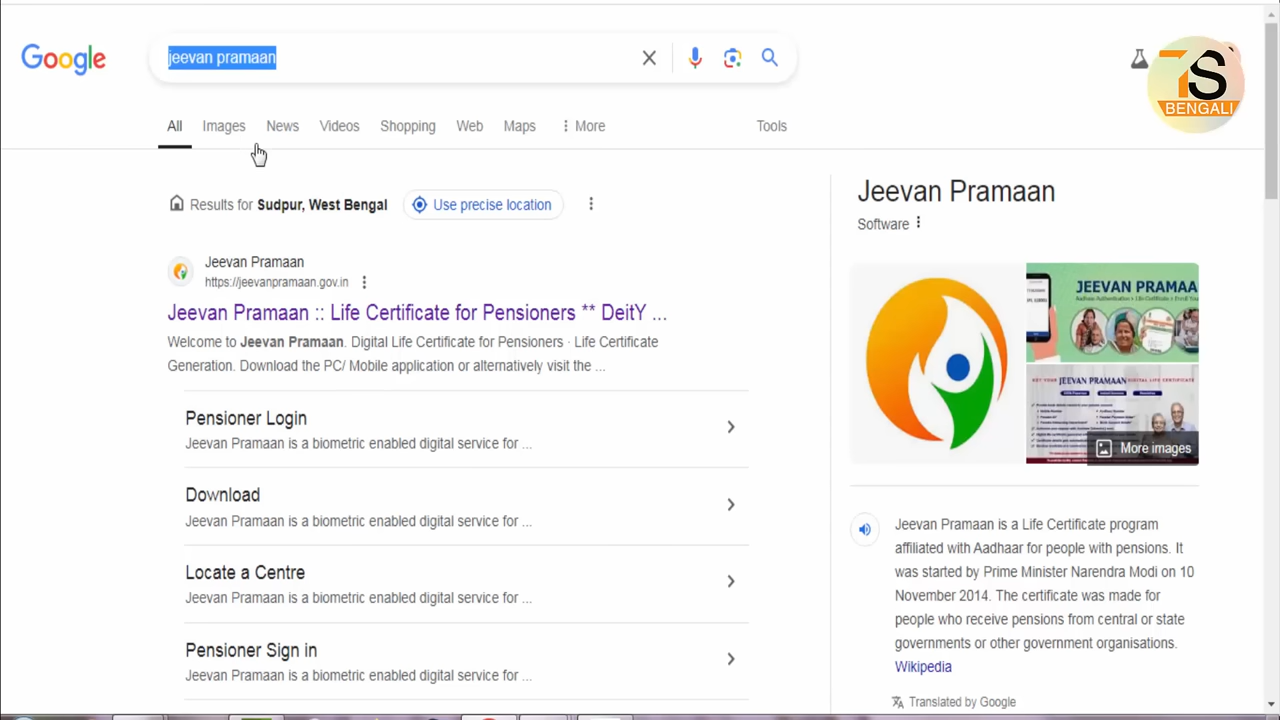 Google
jeevan pramaan
7S
BENGALI
All
Images
News
Videos
Shopping
Web
Maps
More
Tools
Results for Sudpur, West Bengal
Use precise location
Jeevan Pramaan
https://jeevanpramaan.gov.in
Jeevan Pramaan :: Life Certificate for Pensioners ** DeitY ...
Welcome to Jeevan Pramaan. Digital Life Certificate for Pensioners · Life Certificate
Generation. Download the PC/ Mobile application or alternatively visit the ...
Pensioner Login
Jeevan Pramaan is a biometric enabled digital service for ...
Download
Jeevan Pramaan is a biometric enabled digital service for ...
Locate a Centre
Jeevan Pramaan is a biometric enabled digital service for ...
Pensioner Sign in
Jeevan Pramaan is a biometric enabled digital service for ...
Jeevan Pramaan
Software
JEEVAN PRAMAA
JEEVAN PRAMAAN DIGITAL LIFE CERTIFICATE
More images
Jeevan Pramaan is a Life Certificate program
affiliated with Aadhaar for people with pensions. It
was started by Prime Minister Narendra Modi on 10
November 2014. The certificate was made for
people who receive pensions from central or state
governments or other government organisations.
Wikipedia
Translated by Google